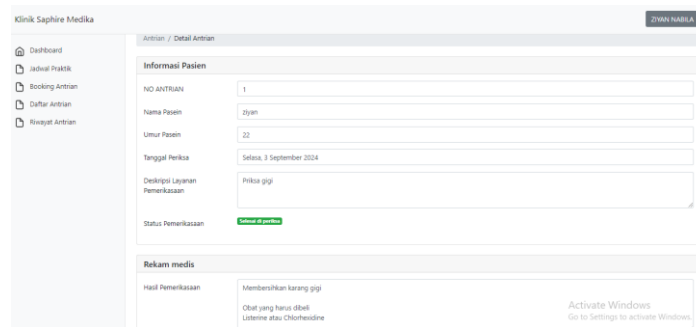 Klinik Saphire Medika
ZIYAN NABILA
Dashboard
Jadwal Praktik
Booking Antrian
Daftar Antrian
Riwayat Antrian
Antrian / Detail Antrian
Informasi Pasien
NO ANTRIAN
1
Nama Pasein
ziyan
Umur Pasein
22
Tanggal Periksa
Selasa, 3 September 2024
Deskripsi Layanan
Pemerikasaan
Priksa gigi
Status Pemerikasaan
Selesai di periksa
Rekam medis
Hasil Pemerikasaan
Membersihkan karang gigi
Obat yang harus dibeli
Listerine atau Chlorhexidine
Activate Windows
Go to Settings to activate Windows.